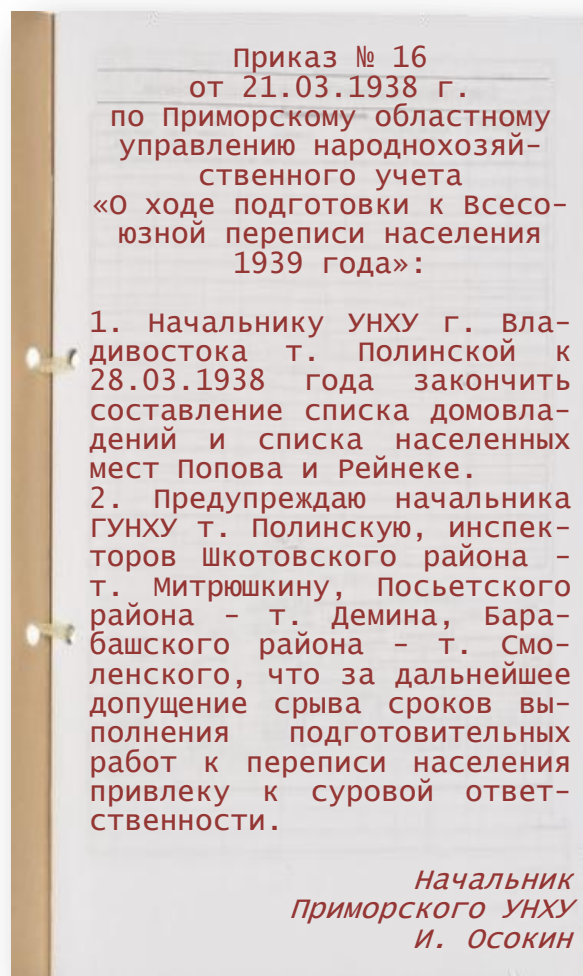 Приказ № 16
от 21.03.1938 г.
по Приморскому областному
управлению народнохозяй-
ственного учета
«О ходе подготовки к Всесо-
юзной переписи населения
1939 года»:
1. Начальнику УНХУ г. Вла-
дивостока т. Полинской к
28.03.1938 года закончить
составление списка домовла-
дений и списка населенных
мест Попова и Рейнеке.
2. Предупреждаю начальника
ГУНХУ т. Полинскую, инспек-
торов Шкотовского района –
т. Митрюшкину, Посьетского
района – т. Демина, Бара-
башского района – т. Смо-
ленского, что за дальнейшее
допущение срыва сроков вы-
полнения подготовительных
работ к переписи населения
привлеку к суровой ответ-
ственности.
Начальник
Приморского УНХУ
И. Осокин